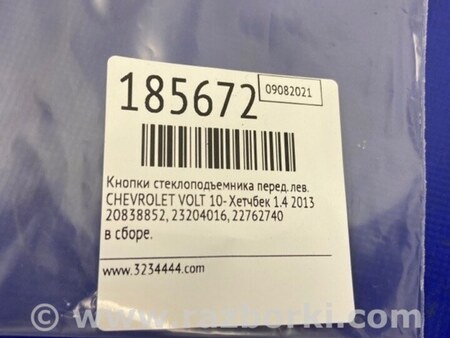 185672
09082021
Кнопки стеклоподъемника перед. лев.
CHEVROLET VOLT 10- Хетчбек 1.4 2013
20838852, 23204016, 22762740
в сборе.
www.3234444.com
© www.razborki.com